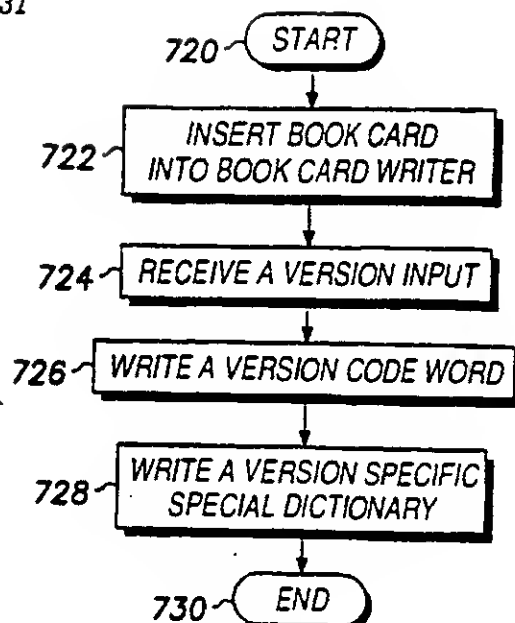 31
720 START
722 INSERT BOOK CARD
INTO BOOK CARD WRITER
724 RECEIVE A VERSION INPUT
726 WRITE A VERSION CODE WORD
728 WRITE A VERSION SPECIFIC
SPECIAL DICTIONARY
730 END